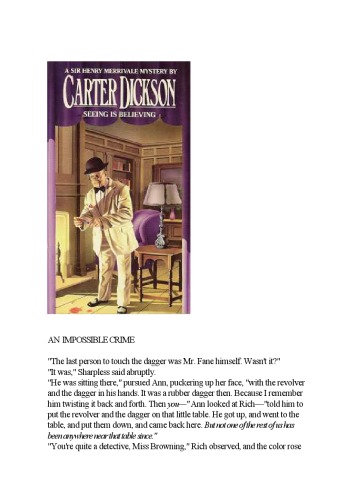 A SIR HENRY MERRIVALE MYSTERY BY
CARTER DICKSON
SEEING IS BELIEVING
AN IMPOSSIBLE CRIME
"The last person to touch the dagger was Mr. Fane himself. Wasn't it?"
"It was," Sharpless said abruptly.
"He was sitting there," pursued Ann, puckering up her face, "with the revolver
and the dagger in his hands. It was a rubber dagger then. Because I remember
him twisting it back and forth. Then you—" Ann looked at Rich—"told him to
put the revolver and the dagger on that little table. He got up, and went to the
table, and put them down, and came back here. But not one of the rest of us has
been anywhere near that table since."
"You're quite a detective, Miss Browning," Rich observed, and the color rose